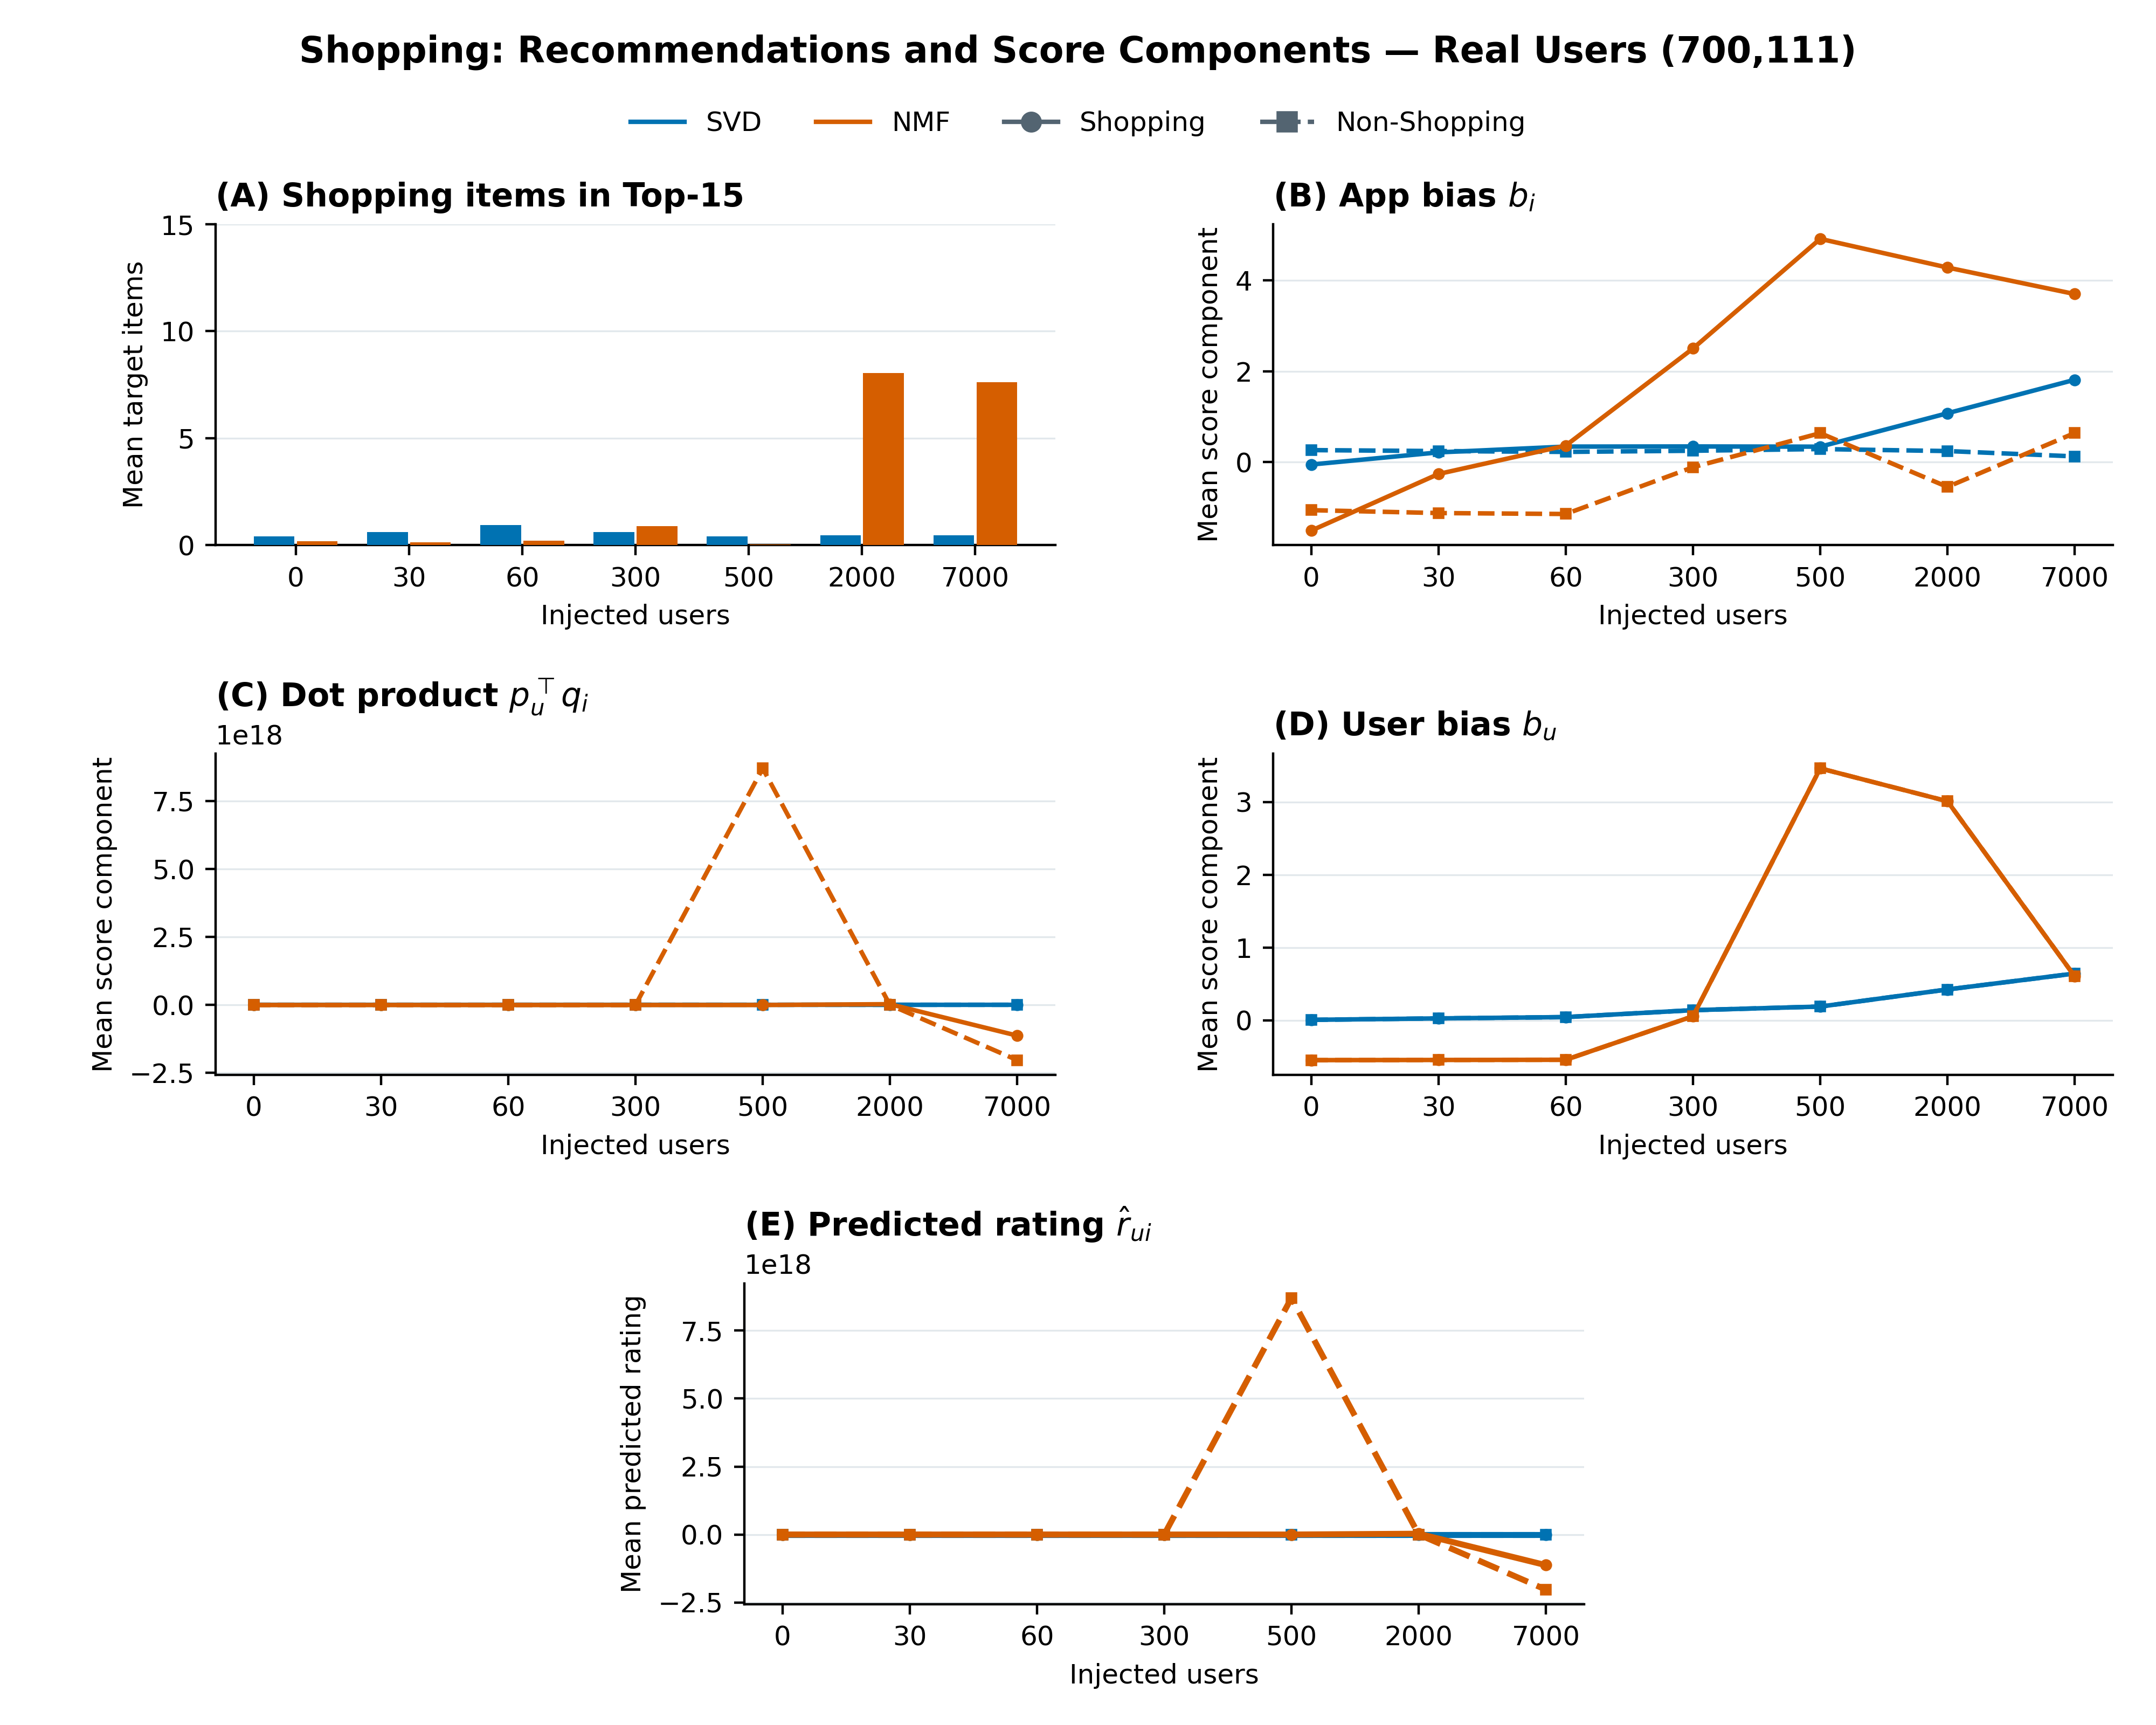 Shopping: Recommendations and Score Components — Real Users (700,111)
SVD NMF Shopping Non-Shopping
(A) Shopping items in Top-15
15
10
5
0
Mean target items
0 30 60 300 500 2000 7000
Injected users
(B) App bias b_i
4
2
0
Mean score component
0 30 60 300 500 2000 7000
Injected users
(C) Dot product p_u^⊤ q_i
1e18
7.5
5.0
2.5
0.0
−2.5
Mean score component
0 30 60 300 500 2000 7000
Injected users
(D) User bias b_u
3
2
1
0
Mean score component
0 30 60 300 500 2000 7000
Injected users
(E) Predicted rating r̂_ui
1e18
7.5
5.0
2.5
0.0
−2.5
Mean predicted rating
0 30 60 300 500 2000 7000
Injected users